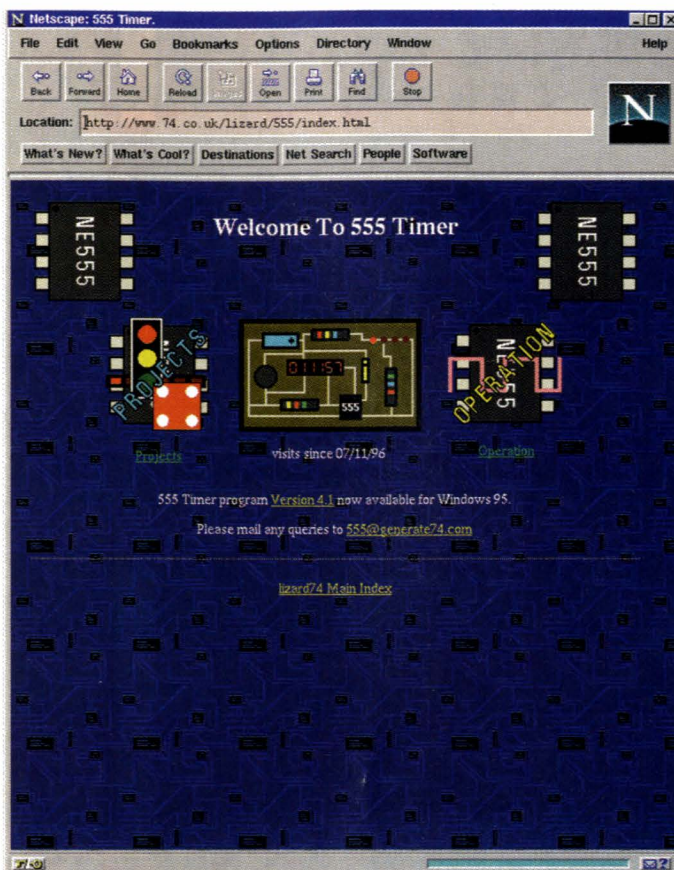 N Netscape: 555 Timer.
File Edit View Go Bookmarks Options Directory Window Help
Back Forward Home Reload Images Open Print Find Stop
N
Location: http://www.74.co.uk/lizard/555/index.html
What's New? What's Cool? Destinations Net Search People Software
Welcome To 555 Timer
NE555
NE555
PROJECTS
011157
555
NE555
OPERATION
Projects
visits since 07/11/96
Operation
555 Timer program Version 4.1 now available for Windows 95.
Please mail any queries to 555@generate74.com
lizard74 Main Index
?